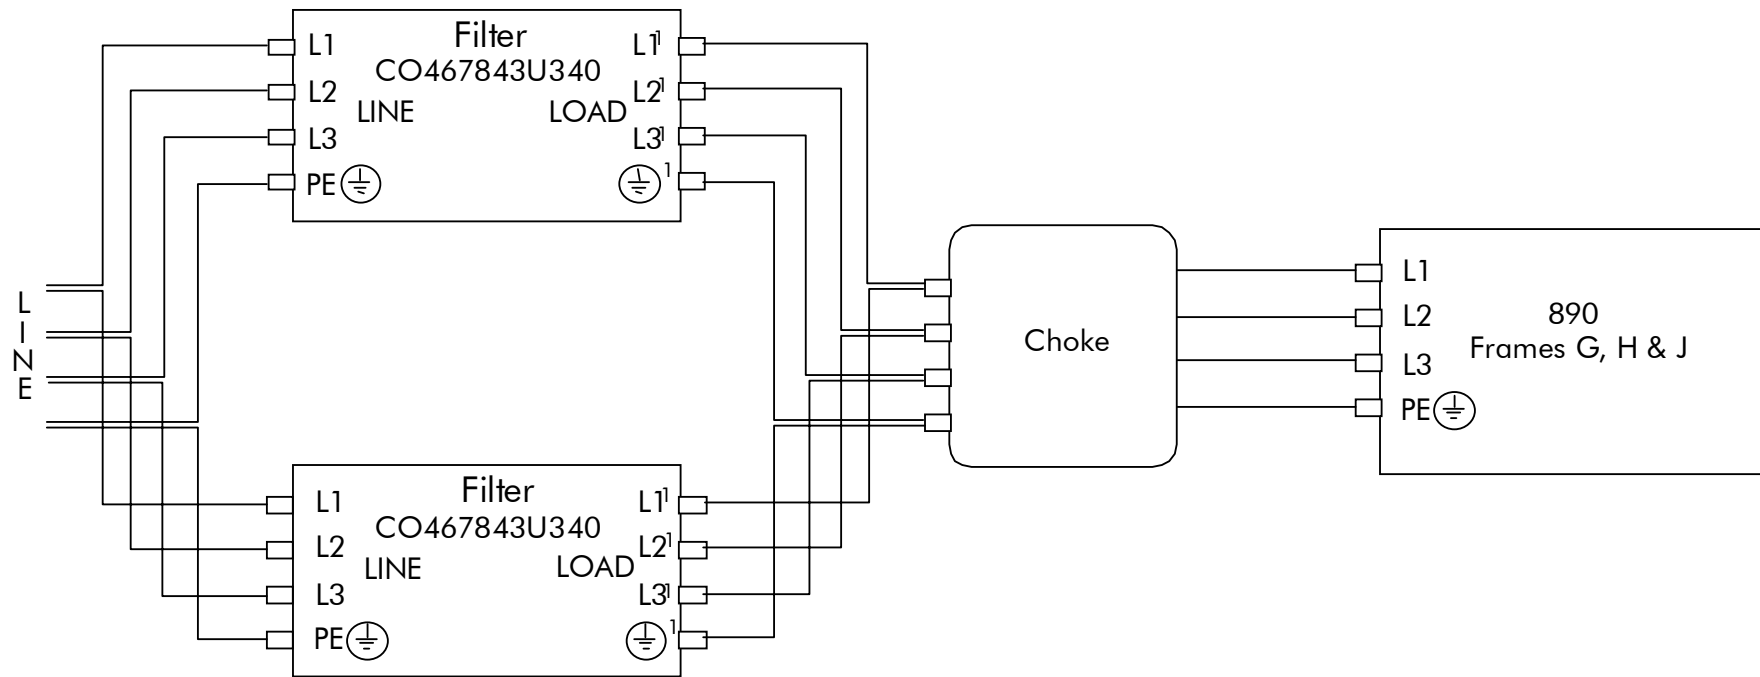 L
I
N
E
Filter
CO467843U340
LINE
LOAD
L1
L2
L3
PE
L1¹
L2¹
L3¹
1
Filter
CO467843U340
LINE
LOAD
L1
L2
L3
PE
L1¹
L2¹
L3¹
1
Choke
L1
L2
L3
PE
890
Frames G, H & J